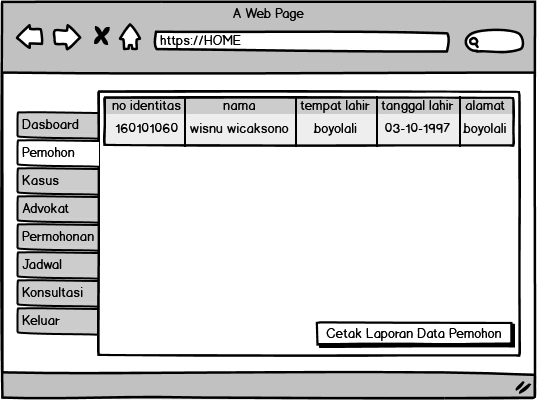 A Web Page
https://HOME
no identitas nama tempat lahir tanggal lahir alamat
160101060 wisnu wicaksono boyolali 03-10-1997 boyolali
Dasboard
Pemohon
Kasus
Advokat
Permohonan
Jadwal
Konsultasi
Keluar
Cetak Laporan Data Pemohon